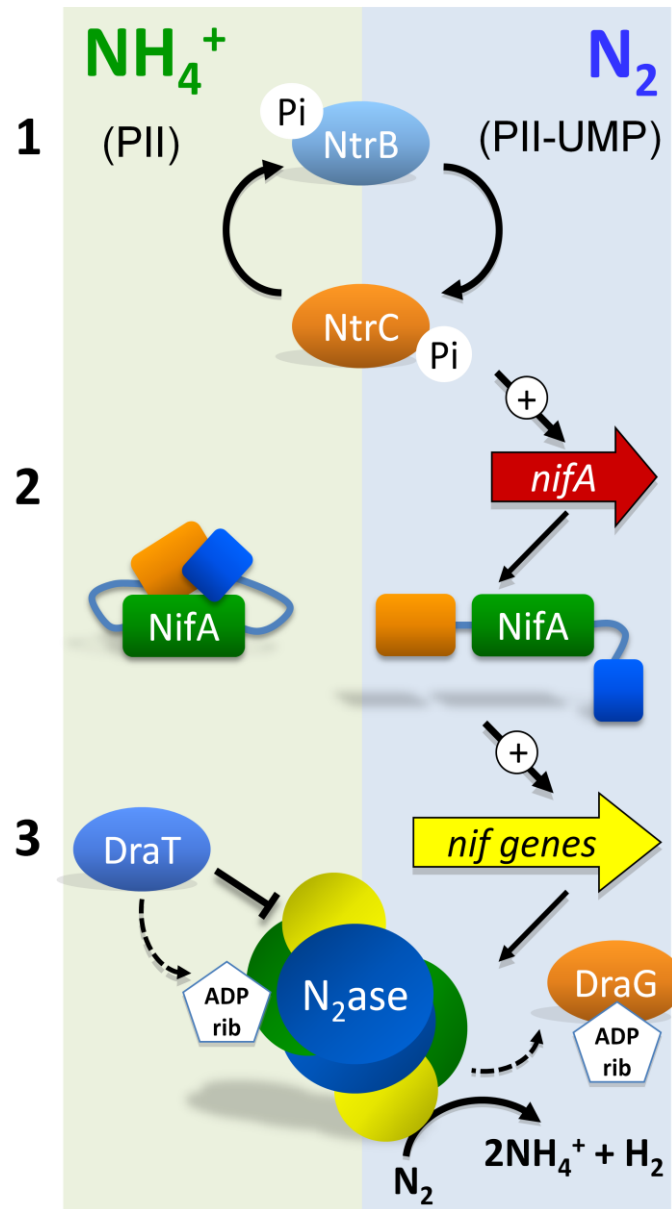 NH₄⁺
N₂
1
(PII)
Pi
NtrB
(PII-UMP)
NtrC
Pi
+
2
nifA
NifA
NifA
+
3
DraT
nif genes
N₂ase
ADP
rib
DraG
ADP
rib
N₂
2NH₄⁺ + H₂